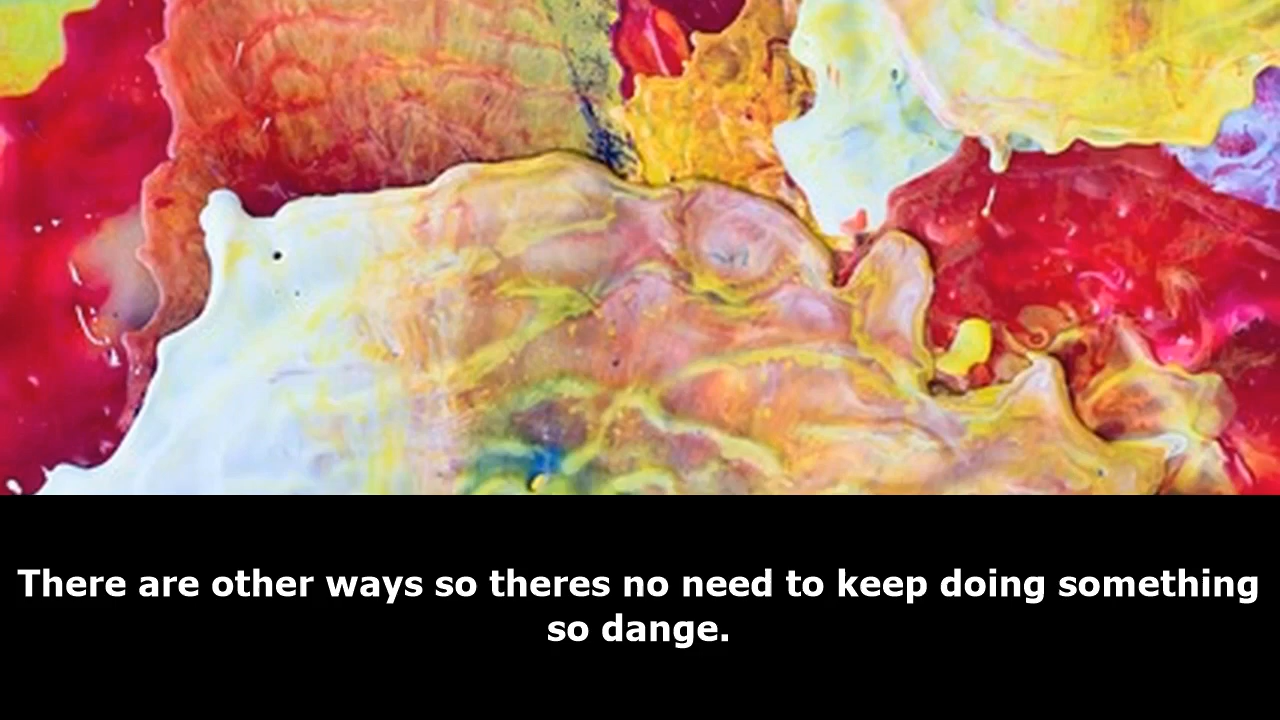 There are other ways so theres no need to keep doing something
so dange.